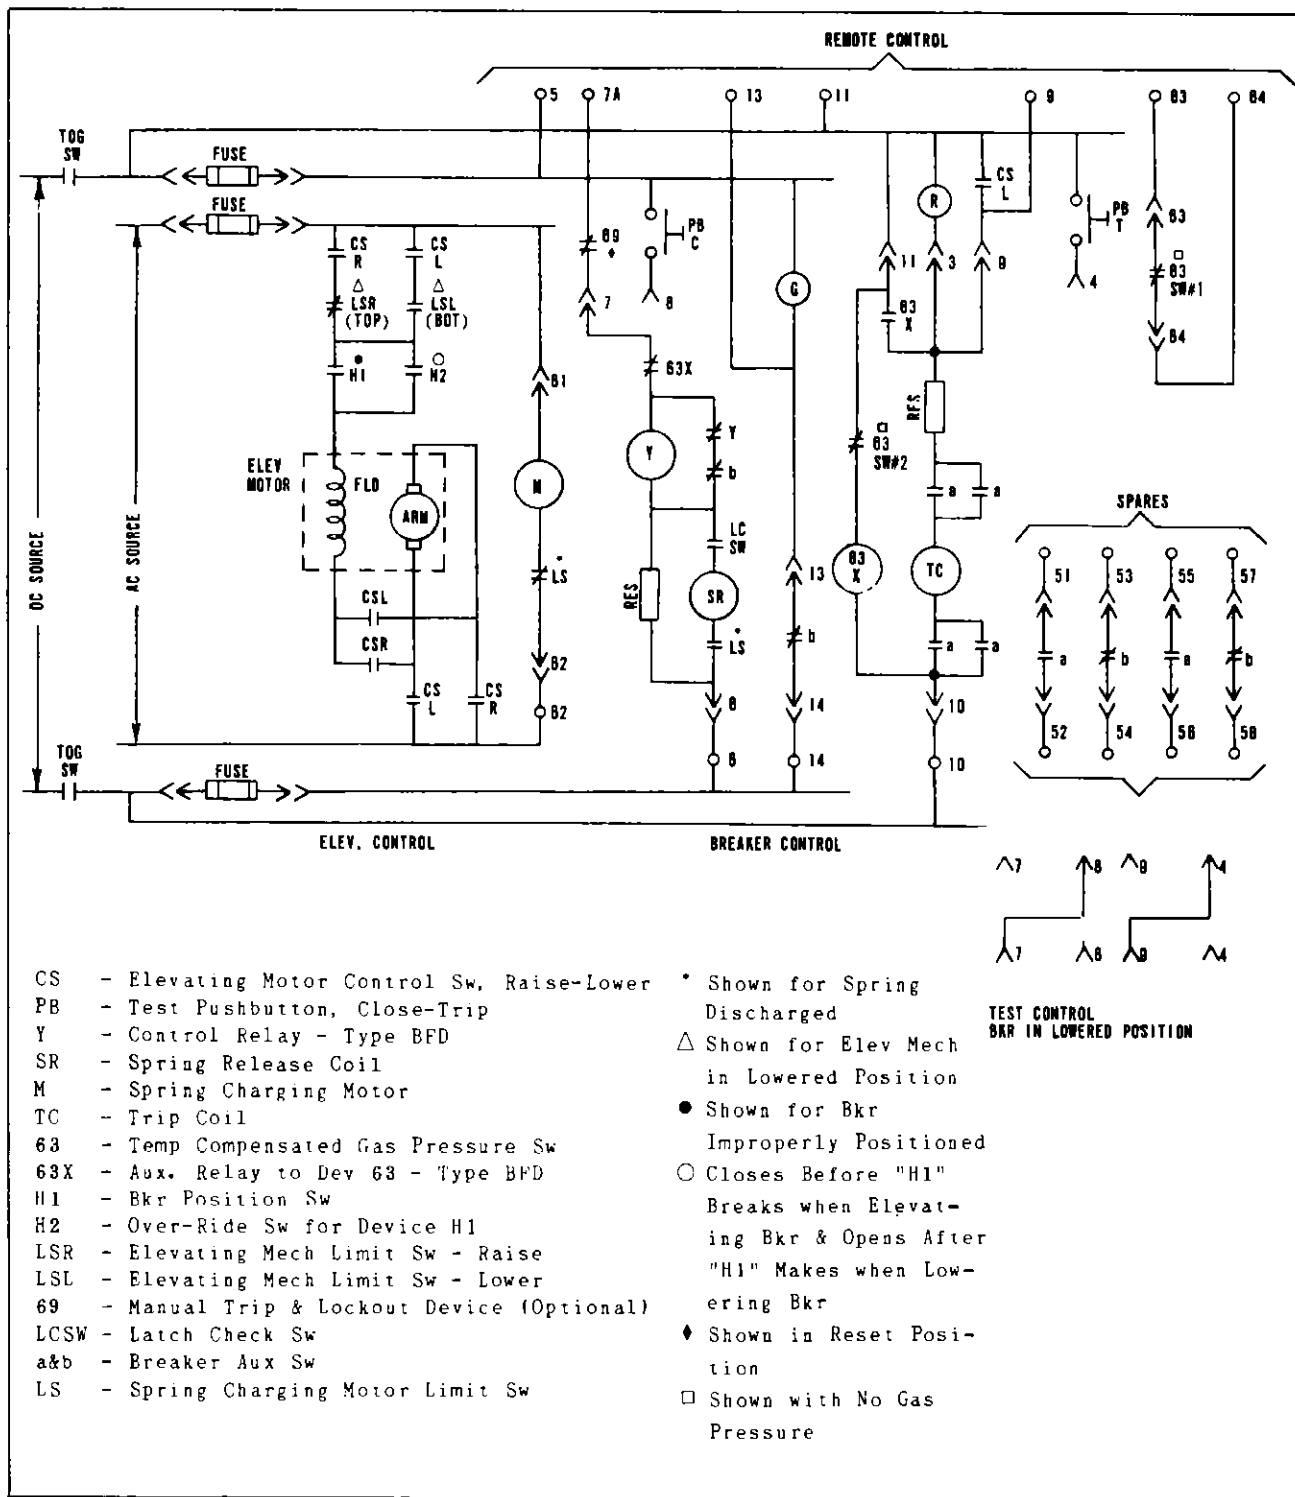 REMOTE CONTROL
5 7A 13 11 9 63 64
TOG
SW
FUSE
FUSE
CS
R
CS
L
LSR
(TOP)
LSL
(BOT)
H1
H2
61
ELEV
MOTOR
FLD
ARM
M
LS
62
62
CSL
CSR
CS
L
CS
R
DC SOURCE
AC SOURCE
69
7
PB
C
8
63X
Y
Y
b
LC
SW
SR
RES
LS
6
6
G
13
b
14
14
11
R
3
CS
L
9
63
X
63
SW#2
63
X
RES
a
a
TC
a
a
10
10
PB
T
4
63
63
SW#1
64
SPARES
51 53 55 57
a b a b
52 54 56 58
TOG
SW
FUSE
ELEV. CONTROL
BREAKER CONTROL
7 8 9 4
7 8 9 4
TEST CONTROL
BKR IN LOWERED POSITION
CS - Elevating Motor Control Sw, Raise-Lower
PB - Test Pushbutton, Close-Trip
Y - Control Relay - Type BFD
SR - Spring Release Coil
M - Spring Charging Motor
TC - Trip Coil
63 - Temp Compensated Gas Pressure Sw
63X - Aux. Relay to Dev 63 - Type BFD
H1 - Bkr Position Sw
H2 - Over-Ride Sw for Device H1
LSR - Elevating Mech Limit Sw - Raise
LSL - Elevating Mech Limit Sw - Lower
69 - Manual Trip & Lockout Device (Optional)
LCSW - Latch Check Sw
a&b - Breaker Aux Sw
LS - Spring Charging Motor Limit Sw
* Shown for Spring
Discharged
△ Shown for Elev Mech
in Lowered Position
● Shown for Bkr
Improperly Positioned
○ Closes Before "H1"
Breaks when Elevat-
ing Bkr & Opens After
"H1" Makes when Low-
ering Bkr
♦ Shown in Reset Posi-
tion
□ Shown with No Gas
Pressure